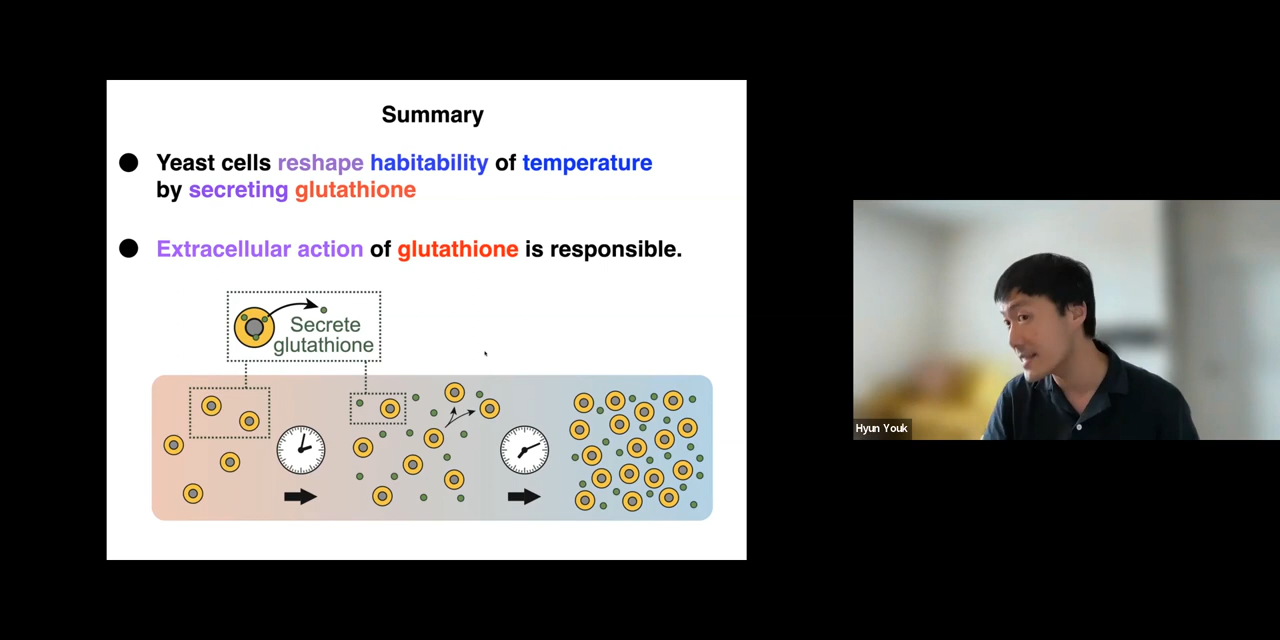 Summary
Yeast cells reshape habitability of temperature
by secreting glutathione
Extracellular action of glutathione is responsible.
Secrete
glutathione
Hyun Youk